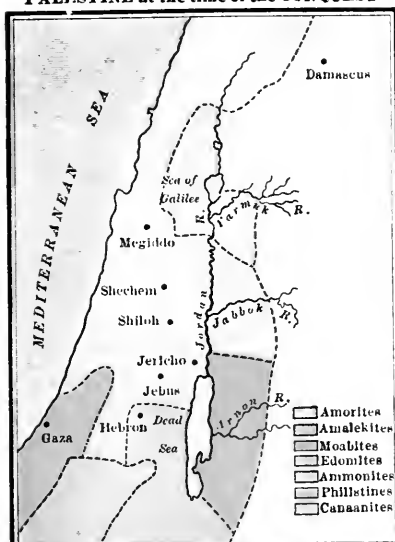 PALESTINE at the time of the CONQUEST
Damascus
MEDITERRANEAN SEA
Sea of
Galilee
Yarmuk R.
R.
Megiddo
Shechem
Shiloh
Jordan
Jabbok
R.
Jericho
Jebus
Hebron
Gaza
Dead
Sea
Arnon R.
Amorites
Amalekites
Moabites
Edomites
Ammonites
Philistines
Canaanites